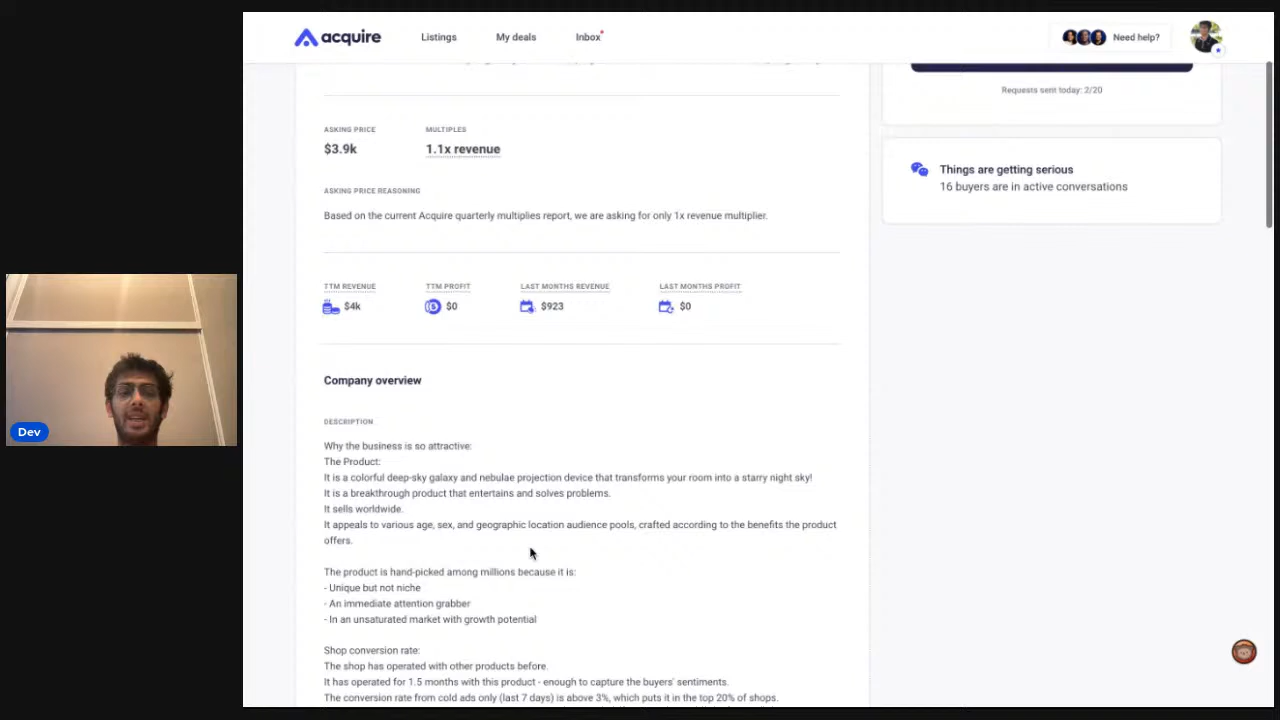 acquire
Listings
My deals
Inbox
Need help?
Requests sent today: 2/20
ASKING PRICE
MULTIPLES
$3.9k
1.1x revenue
Things are getting serious
16 buyers are in active conversations
ASKING PRICE REASONING
Based on the current Acquire quarterly multiplies report, we are asking for only 1x revenue multiplier.
TTM REVENUE
TTM PROFIT
LAST MONTHS REVENUE
LAST MONTHS PROFIT
$4k
$0
$923
$0
Company overview
DESCRIPTION
Why the business is so attractive:
The Product:
It is a colorful deep-sky galaxy and nebulae projection device that transforms your room into a starry night sky!
It is a breakthrough product that entertains and solves problems.
It sells worldwide.
It appeals to various age, sex, and geographic location audience pools, crafted according to the benefits the product
offers.
The product is hand-picked among millions because it is:
- Unique but not niche
- An immediate attention grabber
- In an unsaturated market with growth potential
Shop conversion rate:
The shop has operated with other products before.
It has operated for 1.5 months with this product - enough to capture the buyers' sentiments.
The conversion rate from cold ads only (last 7 days) is above 3%, which puts it in the top 20% of shops.
Dev